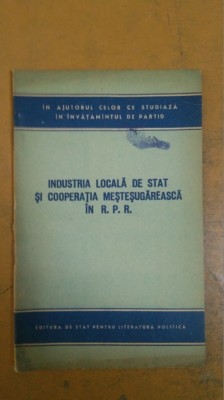 IN AJUTORUL CELOR CE STUDIAZĂ
ÎN ÎNVĂȚĂMÎNTUL DE PARTID
INDUSTRIA LOCALĂ DE STAT
ȘI COOPERAȚIA MEȘTEȘUGĂREASCĂ
ÎN R. P. R.
EDITURA DE STAT PENTRU LITERATURĂ POLITICĂ